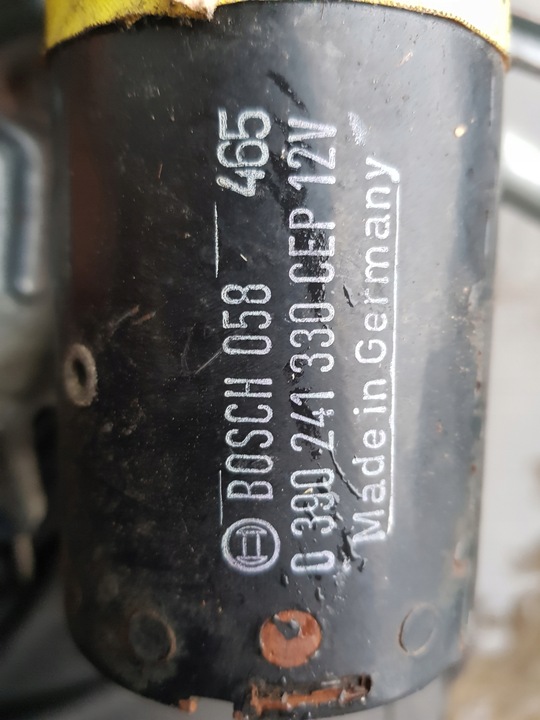 BOSCH 058 465
0 390 241 330 CEP 12V
Made in Germany